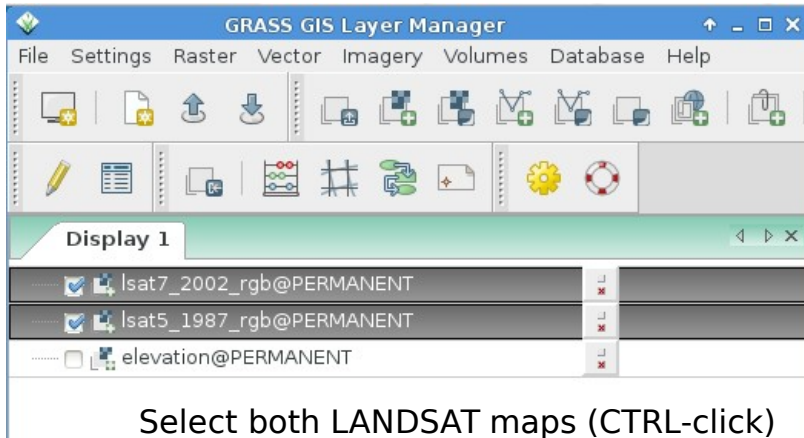 GRASS GIS Layer Manager
File Settings Raster Vector Imagery Volumes Database Help
Display 1
lsat7_2002_rgb@PERMANENT
lsat5_1987_rgb@PERMANENT
elevation@PERMANENT
Select both LANDSAT maps (CTRL-click)